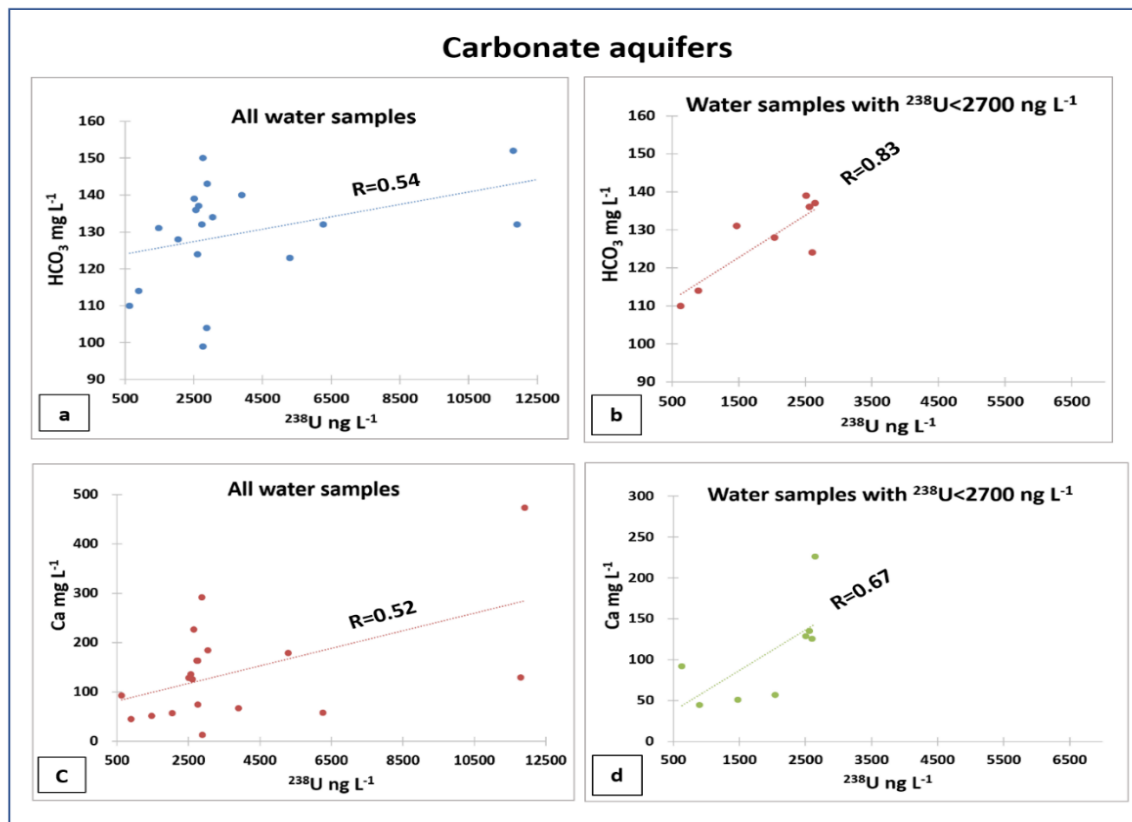 Carbonate aquifers
All water samples
HCO₃ mg L⁻¹
160
150
140
130
120
110
100
90
R=0.54
500 2500 4500 6500 8500 10500 12500
²³⁸U ng L⁻¹
a
Water samples with ²³⁸U<2700 ng L⁻¹
HCO₃ mg L⁻¹
160
150
140
130
120
110
100
90
R=0.83
500 1500 2500 3500 4500 5500 6500
²³⁸U ng L⁻¹
b
All water samples
Ca mg L⁻¹
500
400
300
200
100
0
R=0.52
500 2500 4500 6500 8500 10500 12500
²³⁸U ng L⁻¹
C
Water samples with ²³⁸U<2700 ng L⁻¹
Ca mg L⁻¹
300
250
200
150
100
50
0
R=0.67
500 1500 2500 3500 4500 5500 6500
²³⁸U ng L⁻¹
d